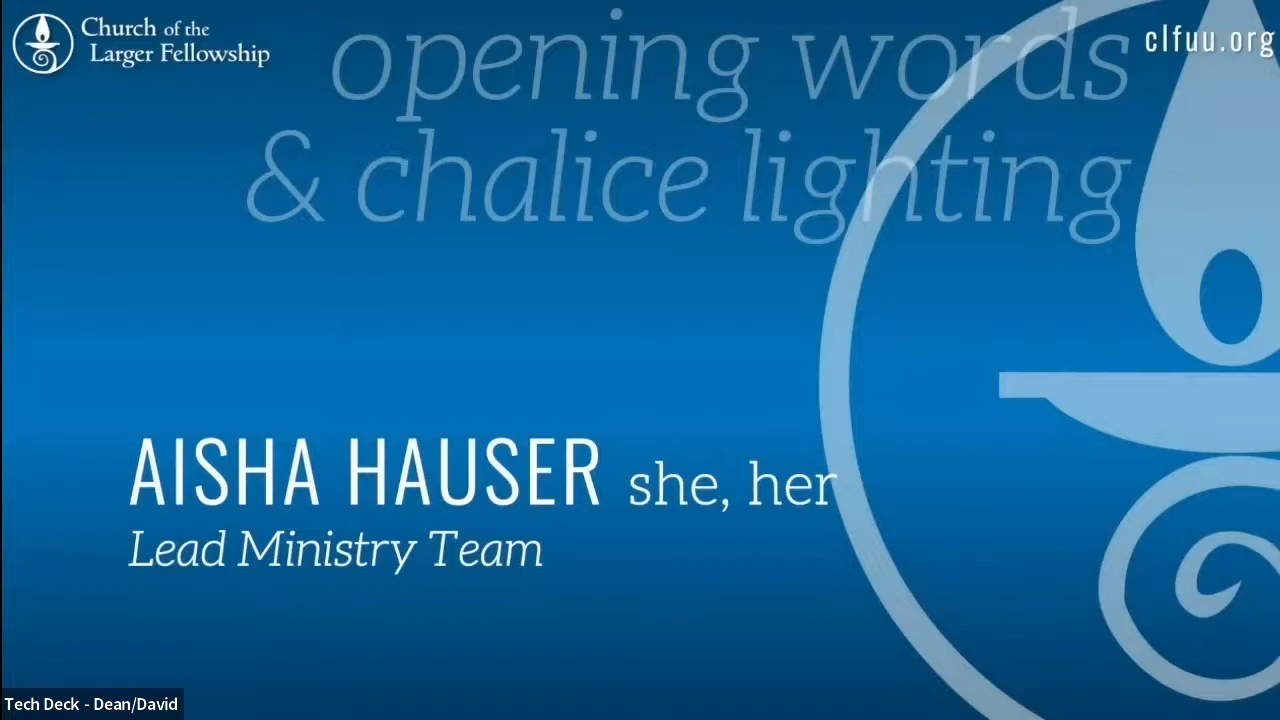 Church of the
Larger Fellowship
clfuu.org
opening words
& chalice lighting
AISHA HAUSER she, her
Lead Ministry Team
Tech Deck - Dean/David